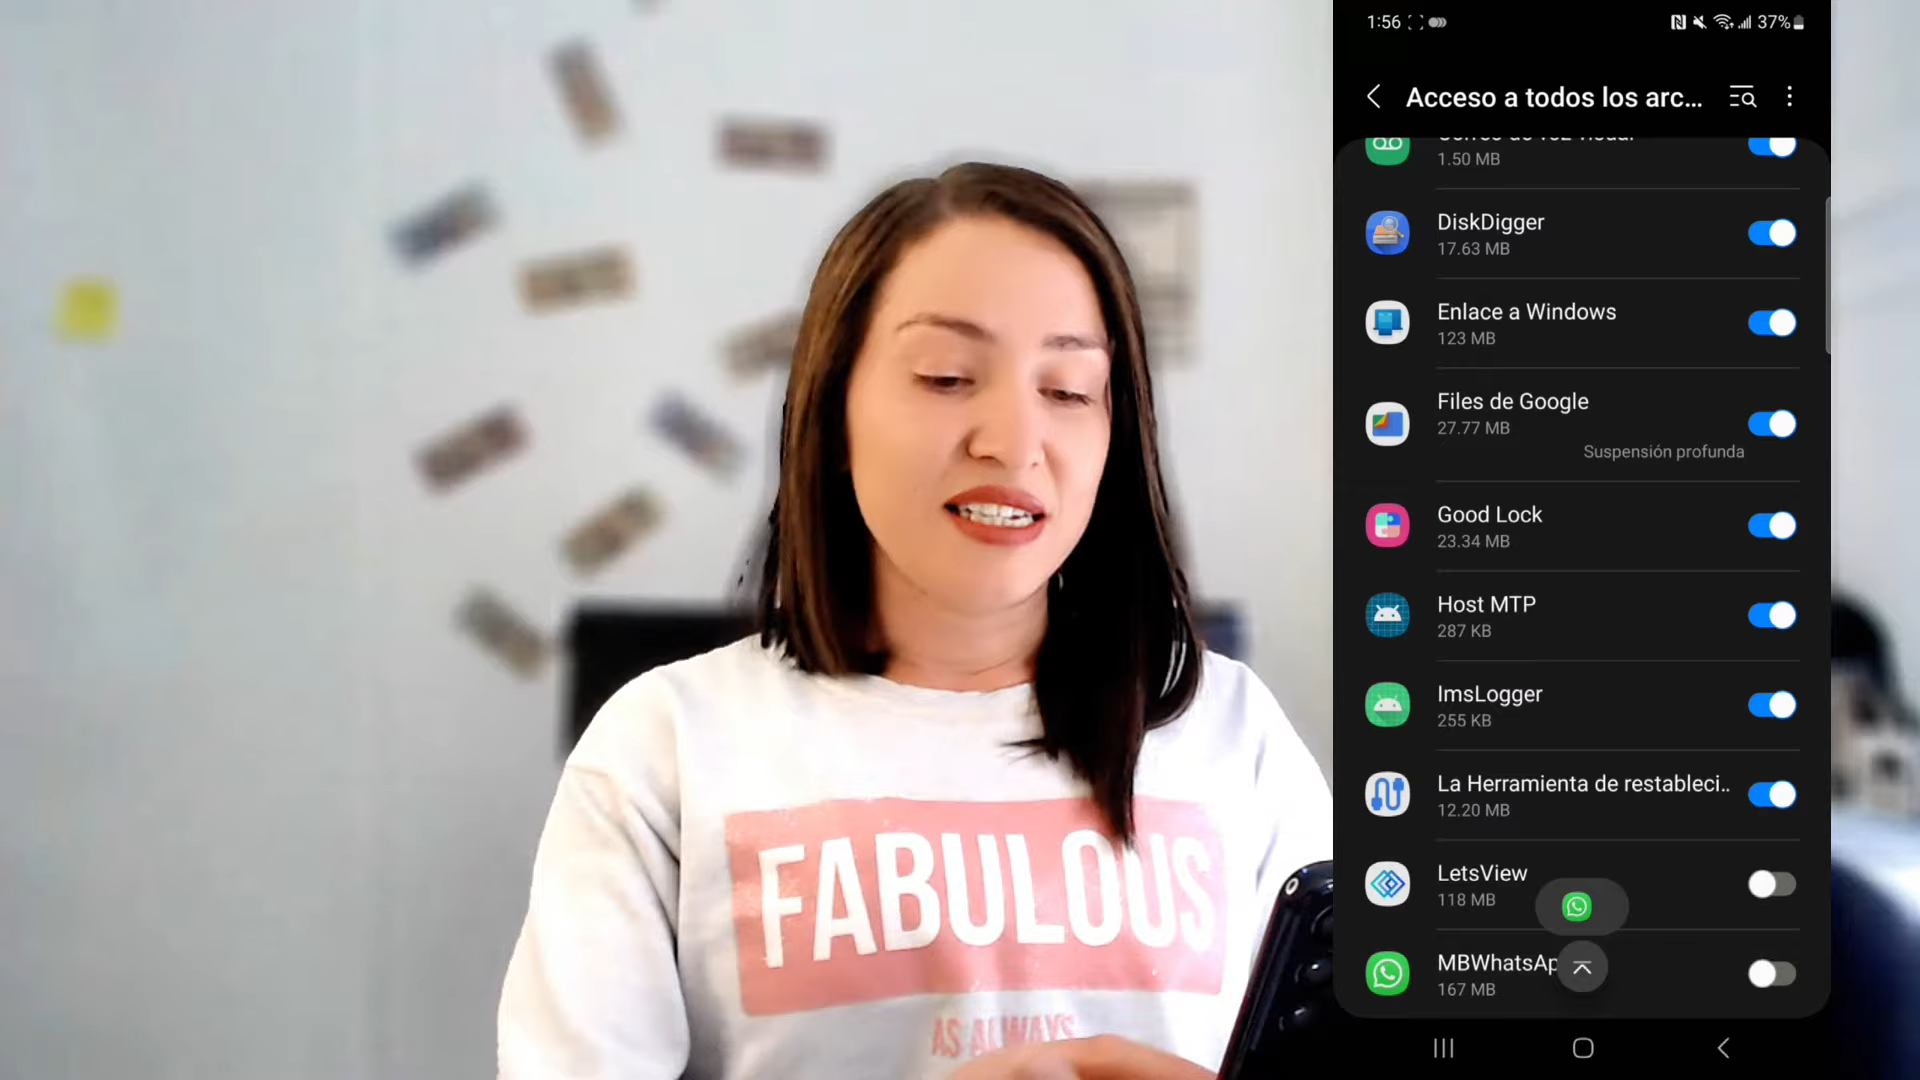 1:56
37%
Acceso a todos los arc...
1.50 MB
DiskDigger
17.63 MB
Enlace a Windows
123 MB
Files de Google
27.77 MB
Suspensión profunda
Good Lock
23.34 MB
Host MTP
287 KB
ImsLogger
255 KB
La Herramienta de restableci..
12.20 MB
LetsView
118 MB
MBWhatsAp
167 MB
FABULOUS
AS ALWAYS